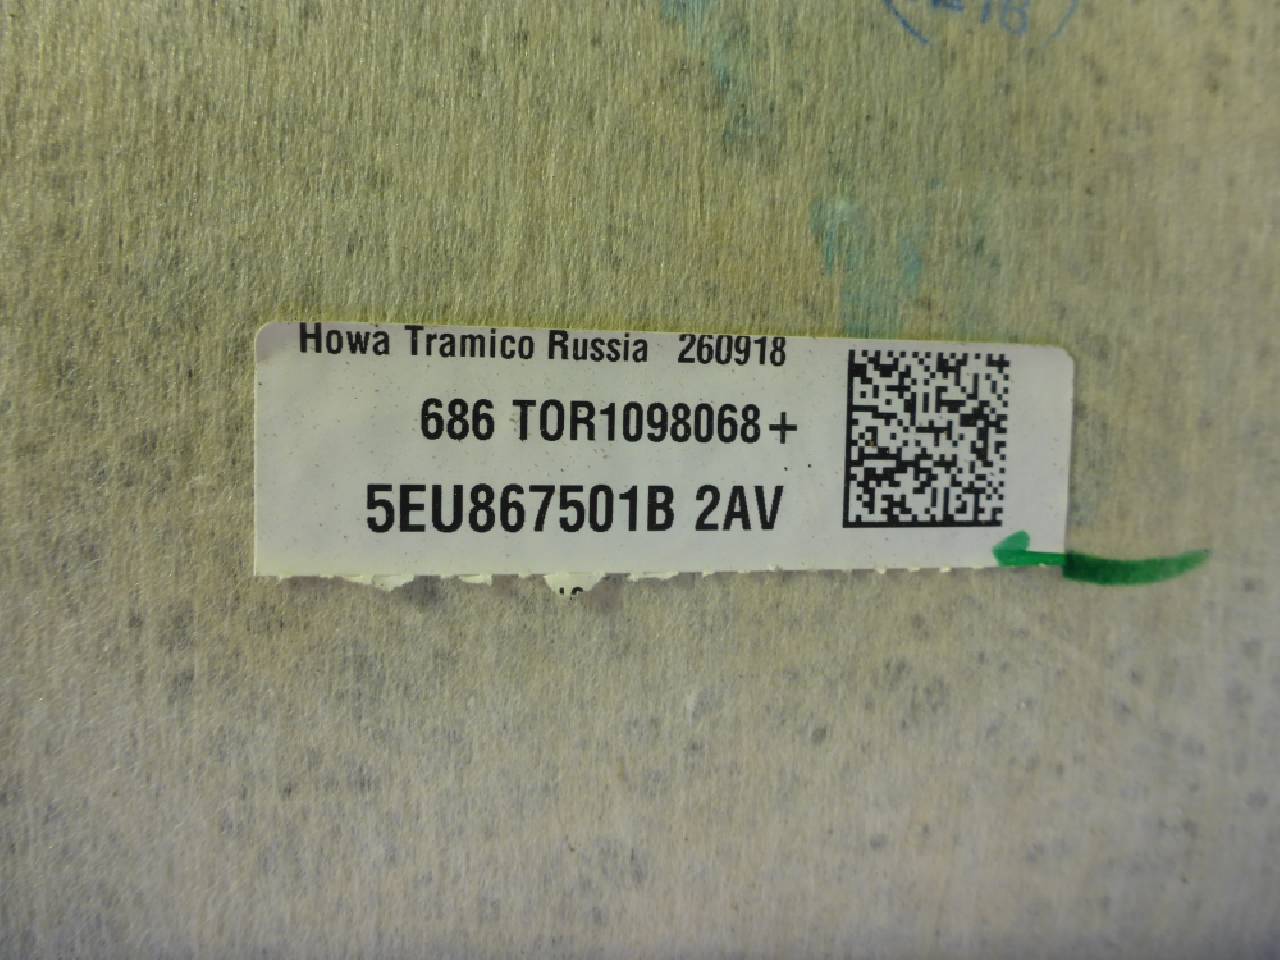 Howa Tramico Russia 260918
686 TOR1098068+
5EU867501B 2AV